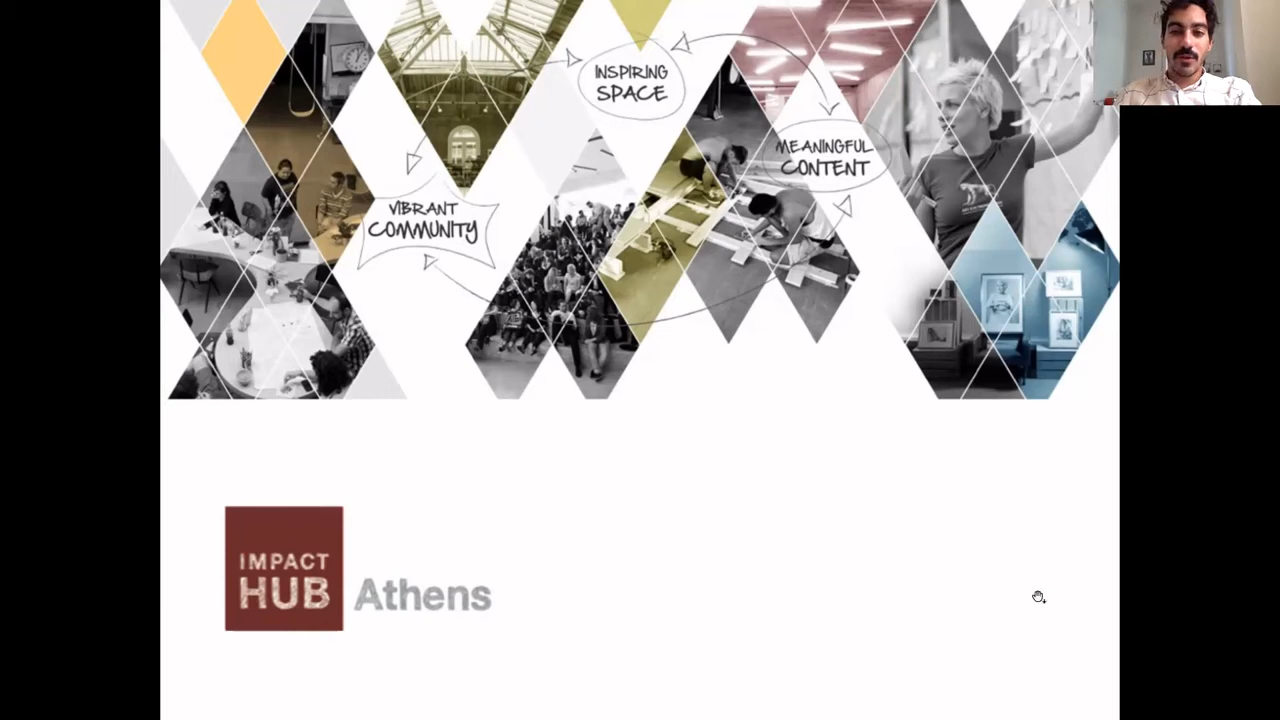 INSPIRING
SPACE
MEANINGFUL
CONTENT
VIBRANT
COMMUNITY
IMPACT
HUB Athens